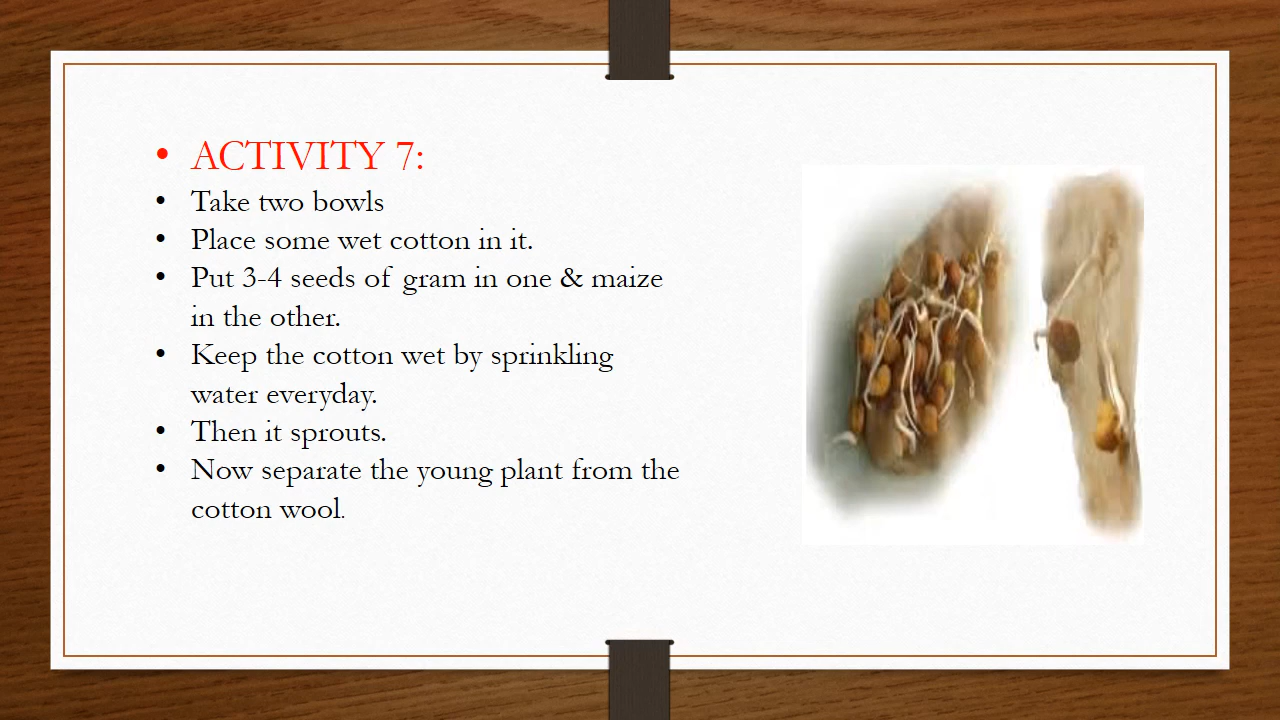 • ACTIVITY 7:
• Take two bowls
• Place some wet cotton in it.
• Put 3-4 seeds of gram in one & maize
in the other.
• Keep the cotton wet by sprinkling
water everyday.
• Then it sprouts.
• Now separate the young plant from the
cotton wool.